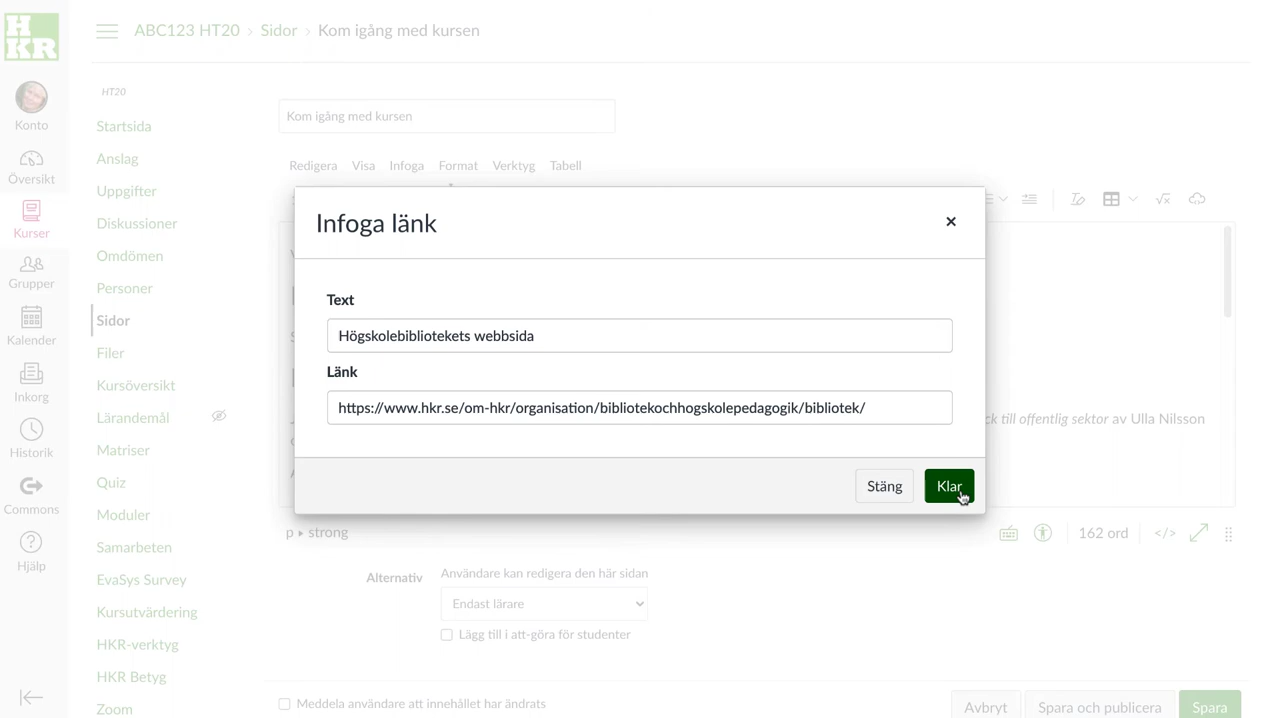 HKR
ABC123 HT20 › Sidor › Kom igång med kursen
Konto
Översikt
Kurser
Grupper
Kalender
Inkorg
Historik
Commons
Hjälp
HT20
Startsida
Anslag
Uppgifter
Diskussioner
Omdömen
Personer
Sidor
Filer
Kursöversikt
Lärandemål
Matriser
Quiz
Moduler
Samarbeten
EvaSys Survey
Kursutvärdering
HKR-verktyg
HKR Betyg
Zoom
Kom igång med kursen
Redigera Visa Infoga Format Verktyg Tabell
Infoga länk
Text
Högskolebibliotekets webbsida
Länk
https://www.hkr.se/om-hkr/organisation/bibliotekochhogskolepedagogik/bibliotek/
till offentlig sektor av Ulla Nilsson
Stäng Klar
p ▸ strong
162 ord </>
Alternativ
Användare kan redigera den här sidan
Endast lärare
Lägg till i att-göra för studenter
Meddela användare att innehållet har ändrats
Avbryt Spara och publicera Spara